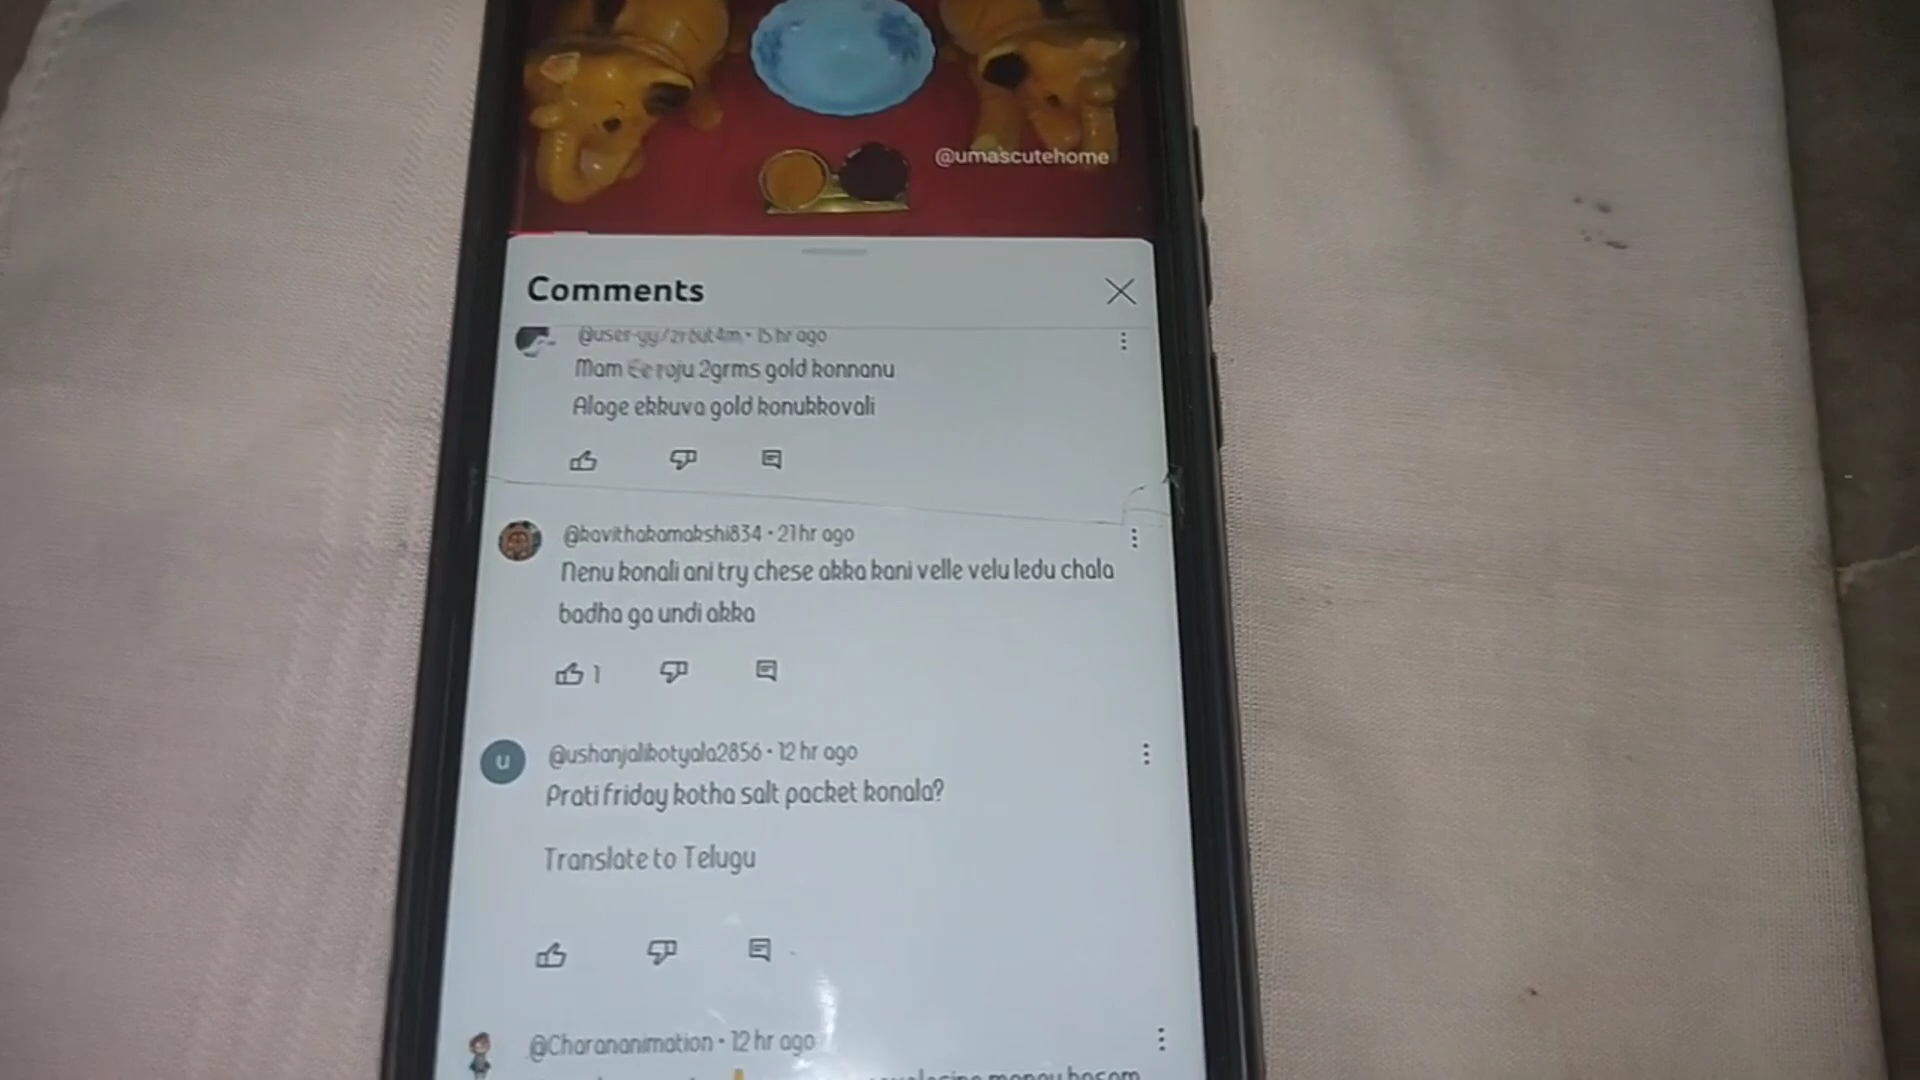 @umascutehome
Comments
15 hr ago
Mam Ee roju 2grms gold konnanu
Alage ekkuva gold konukkovali
@kavithakamakshi834 • 21 hr ago
Nenu konali ani try chese akka kani velle velu ledu chala
badha ga undi akka
1
U
@ushanjalikotyala2856 • 12 hr ago
Prati friday kotha salt packet konala?
Translate to Telugu
@Charananimation • 12 hr ago
money